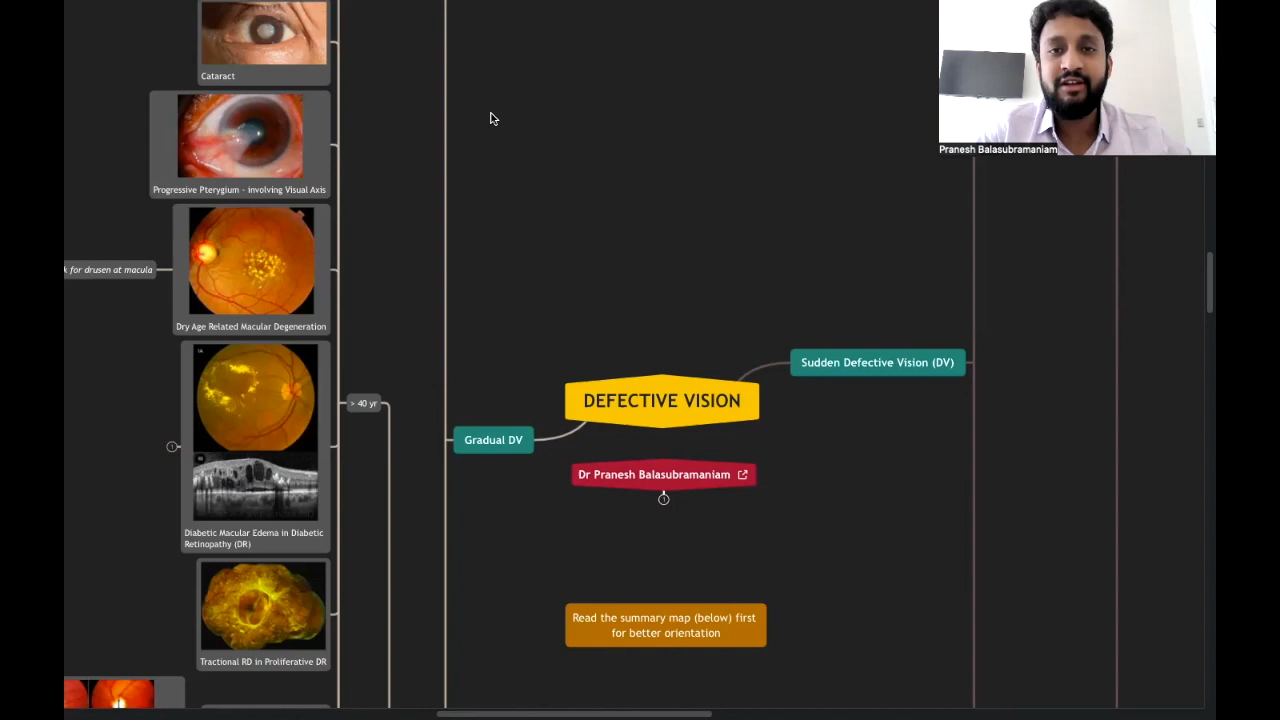 Cataract
Pranesh Balasubramaniam
Progressive Pterygium - involving Visual Axis
k for drusen at macula
Dry Age Related Macular Degeneration
Sudden Defective Vision (DV)
DEFECTIVE VISION
> 40 yr
Gradual DV
1
Dr Pranesh Balasubramaniam
1
Diabetic Macular Edema in Diabetic
Retinopathy (DR)
Read the summary map (below) first
for better orientation
Tractional RD in Proliferative DR